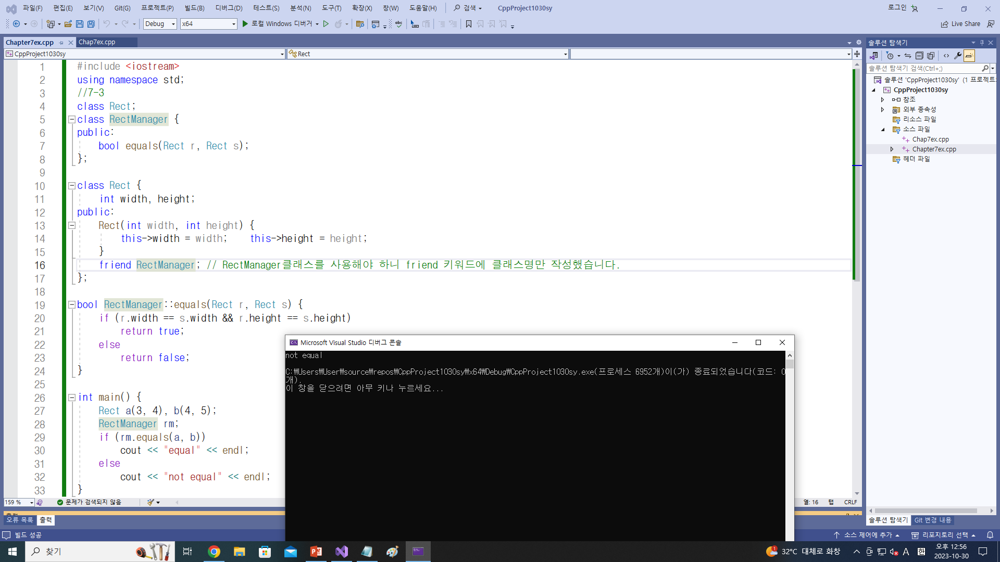 파일(F) 편집(E) 보기(V) Git(G) 프로젝트(P) 빌드(B) 디버그(D) 테스트(S) 분석(N) 도구(T) 확장(X) 창(W) 도움말(H) 검색 CppProject1030sy 로그인
Debug x64 로컬 Windows 디버거 Live Share
Chapter7ex.cpp Chap7ex.cpp
CppProject1030sy Rect
1 #include <iostream>
2 using namespace std;
3 //7-3
4 class Rect;
5 class RectManager {
6 public:
7 bool equals(Rect r, Rect s);
8 };
9
10 class Rect {
11 int width, height;
12 public:
13 Rect(int width, int height) {
14 this->width = width; this->height = height;
15 }
16 friend RectManager; // RectManager클래스를 사용해야 하니 friend 키워드에 클래스명만 작성했습니다.
17 };
18
19 bool RectManager::equals(Rect r, Rect s) {
20 if (r.width == s.width && r.height == s.height)
21 return true;
22 else
23 return false;
24 }
25
26 int main() {
27 Rect a(3, 4), b(4, 5);
28 RectManager rm;
29 if (rm.equals(a, b))
30 cout << "equal" << endl;
31 else
32 cout << "not equal" << endl;
33 }
159 % 문제가 검색되지 않음 열: 16 탭 CRLF
오류 목록 출력
빌드 성공
Microsoft Visual Studio 디버그 콘솔
not equal
C:\Users\User\source\repos\CppProject1030sy\x64\Debug\CppProject1030sy.exe(프로세스 6952개)이(가) 종료되었습니다(코드: 0
개).
이 창을 닫으려면 아무 키나 누르세요...
솔루션 탐색기
솔루션 탐색기 검색(Ctrl+;)
솔루션 'CppProject1030sy' (1 프로젝트
CppProject1030sy
참조
외부 종속성
리소스 파일
소스 파일
Chap7ex.cpp
Chapter7ex.cpp
헤더 파일
솔루션 탐색기 Git 변경 내용
소스 제어에 추가 리포지토리 선택
찾기 1 32°C 대체로 화창 A 한 오후 12:56
2023-10-30